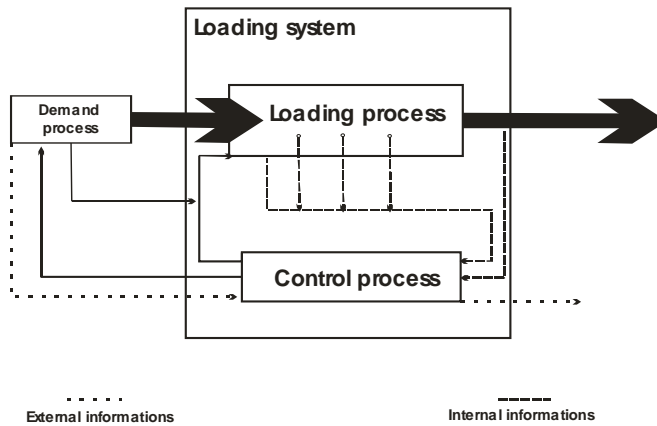 Loading system
Demand
process
Loading process
Control process
External informations
Internal informations